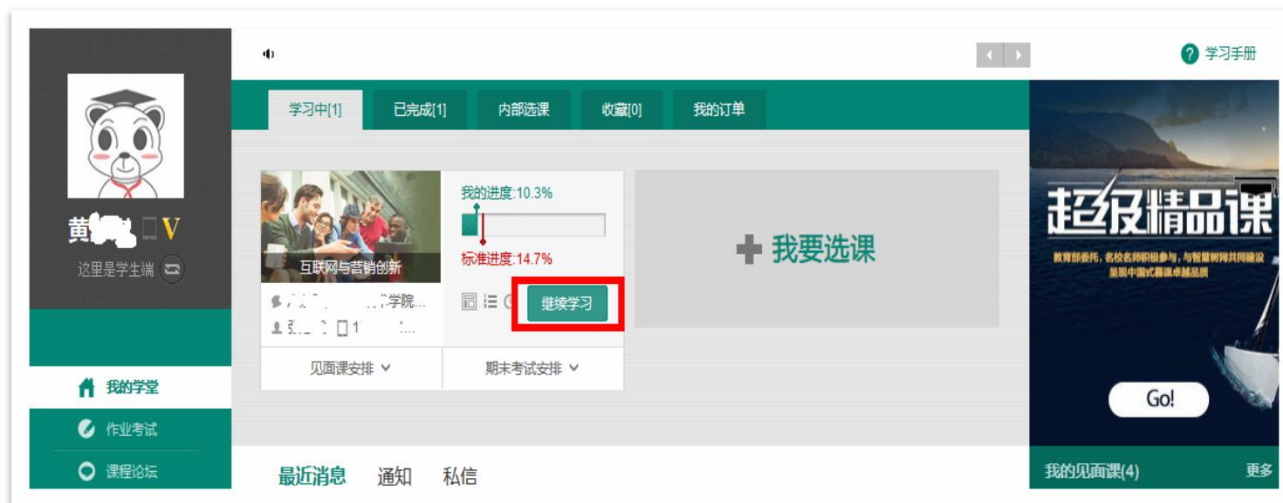 学习手册
学习中[1]
已完成[1]
内部选课
收藏[0]
我的订单
黄
V
这里是学生端
互联网与营销创新
学院...
我的进度:10.3%
标准进度:14.7%
继续学习
见面课安排
期末考试安排
我要选课
我的学堂
作业考试
课程论坛
最近消息
通知
私信
超级精品课
教育部委托，名校名师积极参与，与智慧树网共同建设
呈现中国式慕课卓越品质
Go!
我的见面课(4)
更多